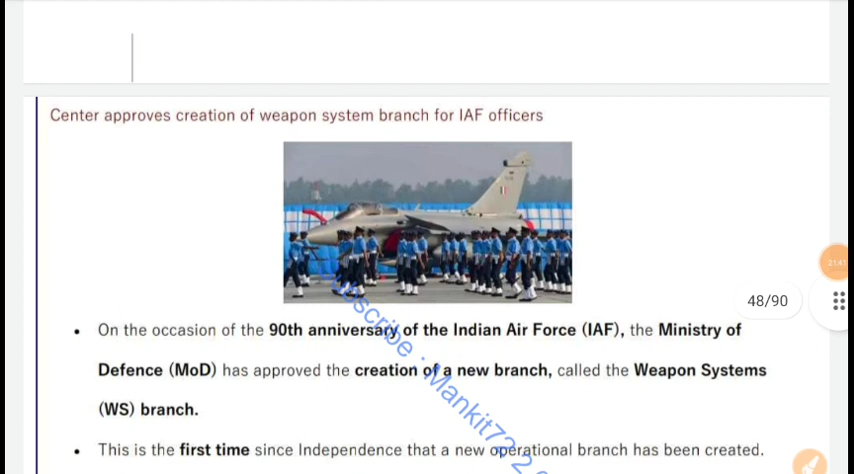 Center approves creation of weapon system branch for IAF officers
21:41
48/90
• On the occasion of the 90th anniversary of the Indian Air Force (IAF), the Ministry of
Defence (MoD) has approved the creation of a new branch, called the Weapon Systems
(WS) branch.
• This is the first time since Independence that a new operational branch has been created.